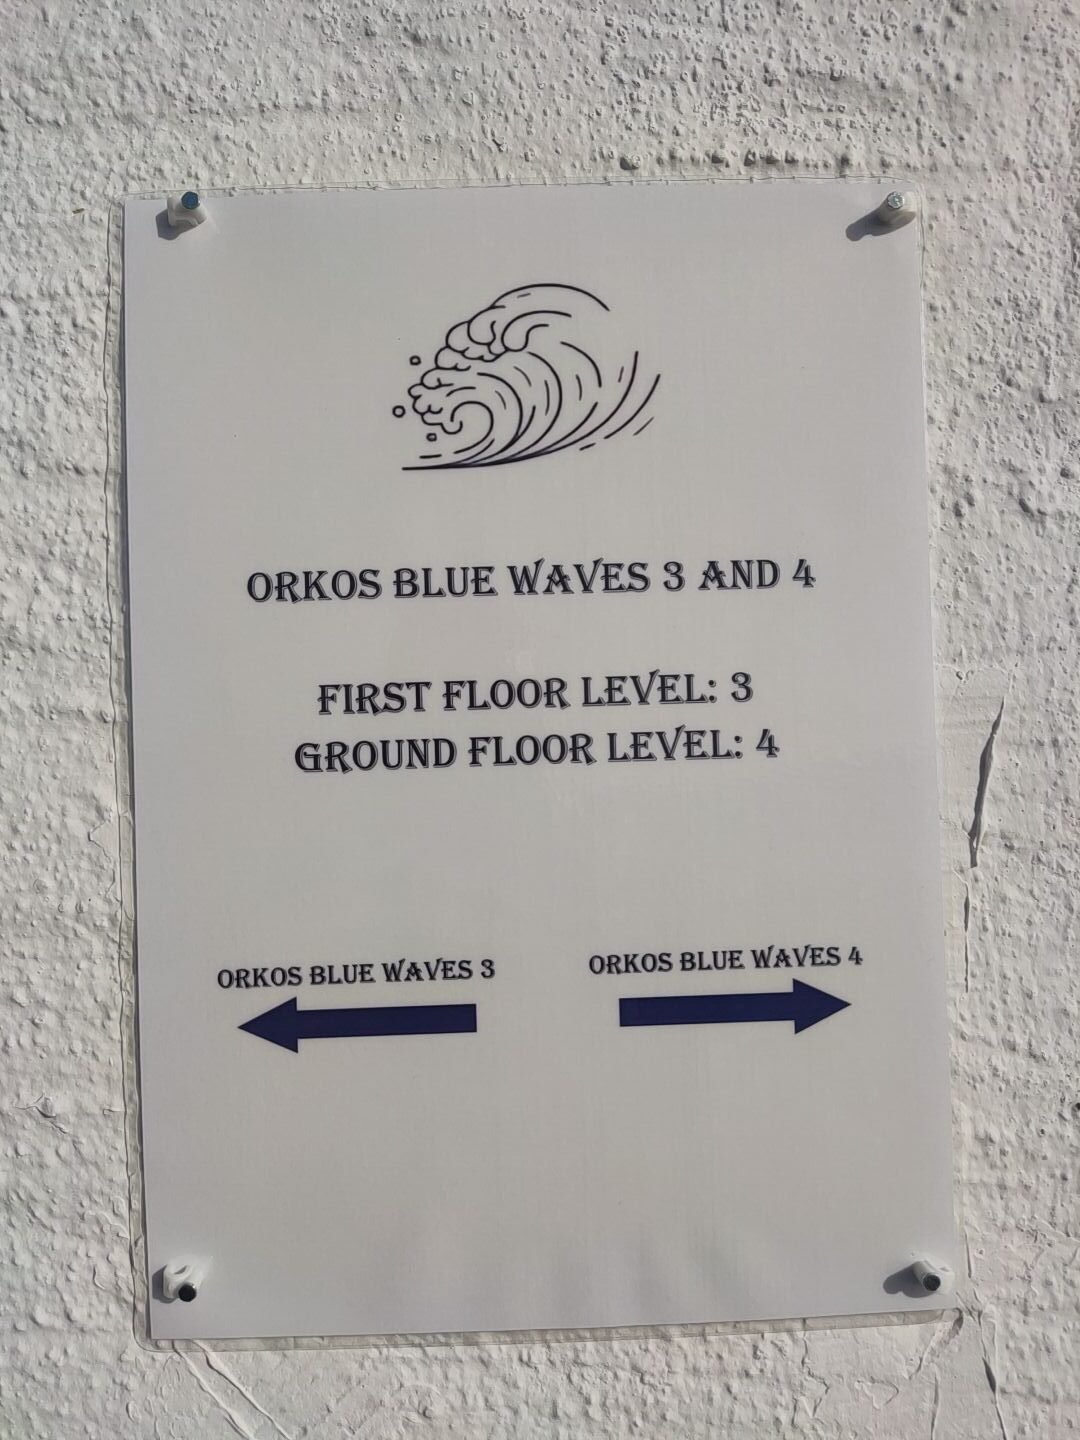 ORKOS BLUE WAVES 3 AND 4
FIRST FLOOR LEVEL: 3
GROUND FLOOR LEVEL: 4
ORKOS BLUE WAVES 3
ORKOS BLUE WAVES 4